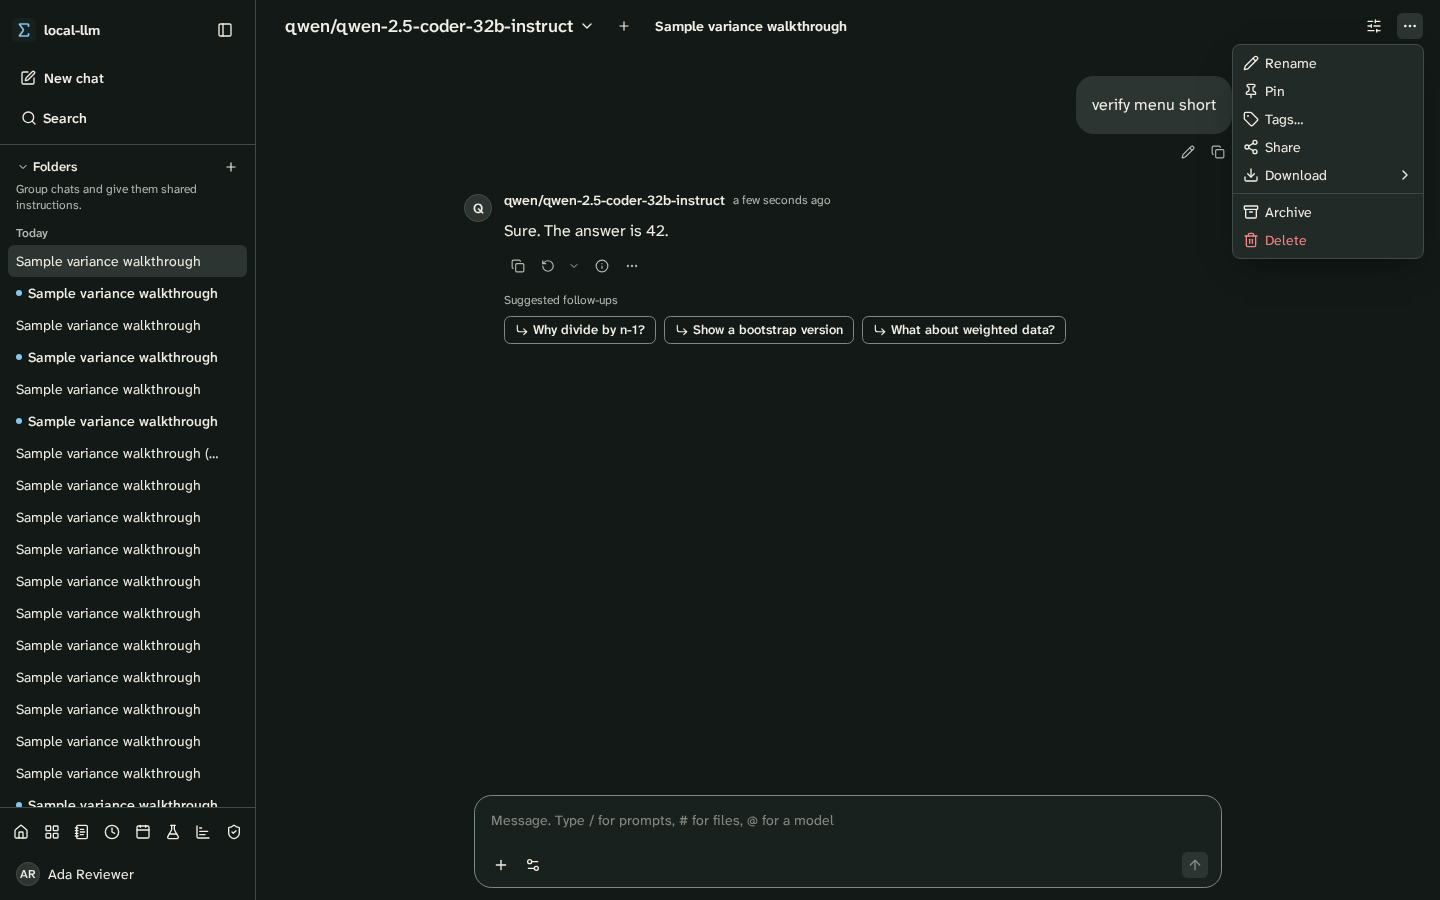 local-llm
New chat
Search
Folders
Group chats and give them shared
instructions.
Today
Sample variance walkthrough
Sample variance walkthrough
Sample variance walkthrough
Sample variance walkthrough
Sample variance walkthrough
Sample variance walkthrough
Sample variance walkthrough (...
Sample variance walkthrough
Sample variance walkthrough
Sample variance walkthrough
Sample variance walkthrough
Sample variance walkthrough
Sample variance walkthrough
Sample variance walkthrough
Sample variance walkthrough
Sample variance walkthrough
Sample variance walkthrough
Sample variance walkthrough
AR Ada Reviewer
qwen/qwen-2.5-coder-32b-instruct
Sample variance walkthrough
verify menu short
Q qwen/qwen-2.5-coder-32b-instruct a few seconds ago
Sure. The answer is 42.
Suggested follow-ups
Why divide by n-1? Show a bootstrap version What about weighted data?
Message. Type / for prompts, # for files, @ for a model
Rename
Pin
Tags...
Share
Download
Archive
Delete